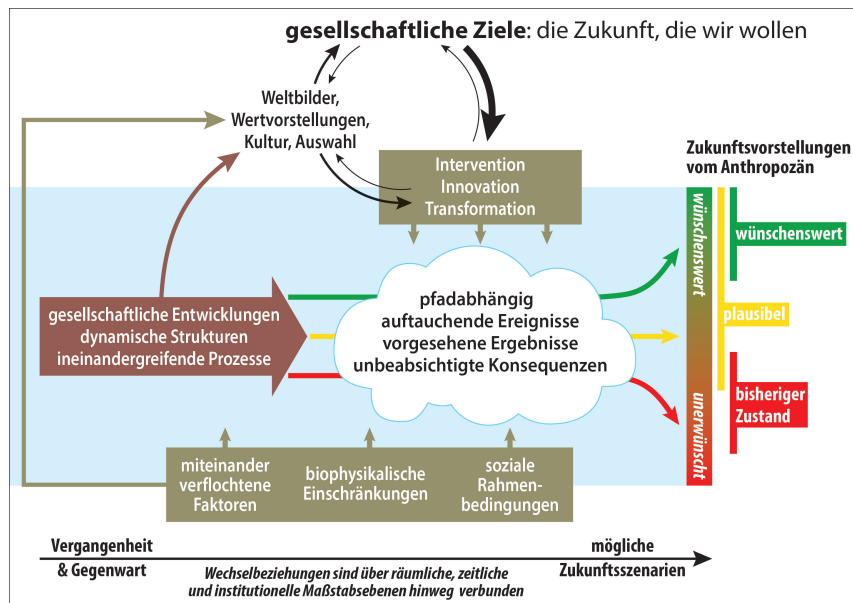 gesellschaftliche Ziele: die Zukunft, die wir wollen
Weltbilder,
Wertvorstellungen,
Kultur, Auswahl
Intervention
Innovation
Transformation
Zukunftsvorstellungen
vom Anthropozän
wünschenswert
unerwünscht
wünschenswert
plausibel
bisheriger
Zustand
gesellschaftliche Entwicklungen
dynamische Strukturen
ineinandergreifende Prozesse
pfadabhängig
auftauchende Ereignisse
vorgesehene Ergebnisse
unbeabsichtigte Konsequenzen
miteinander
verflochtene
Faktoren
biophysikalische
Einschränkungen
soziale
Rahmen-
bedingungen
Vergangenheit
& Gegenwart
Wechselbeziehungen sind über räumliche, zeitliche
und institutionelle Maßstabsebenen hinweg verbunden
mögliche
Zukunftsszenarien